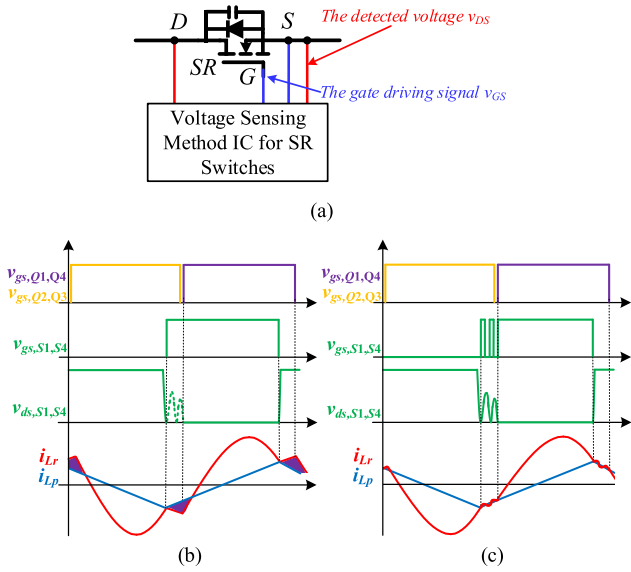 D
S
SR
G
The detected voltage vDS
The gate driving signal vGS
Voltage Sensing
Method IC for SR
Switches
(a)
vgs,Q1,Q4
vgs,Q2,Q3
vgs,S1,S4
vds,S1,S4
iLr
iLp
(b)
vgs,Q1,Q4
vgs,Q2,Q3
vgs,S1,S4
vds,S1,S4
iLr
iLp
(c)